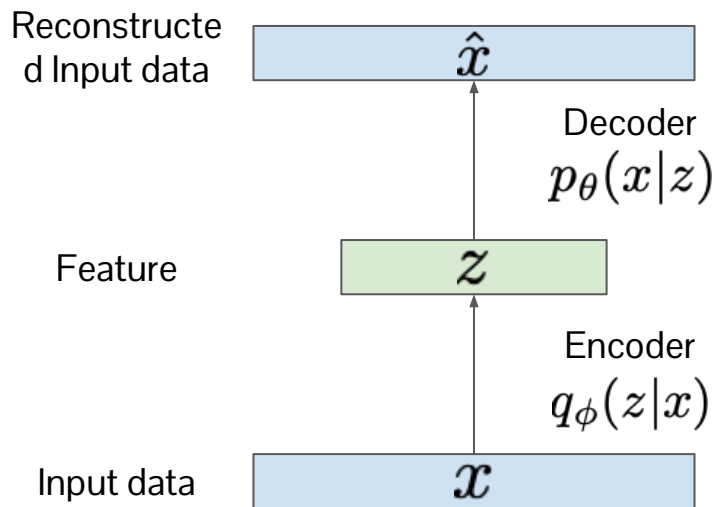 Reconstructe
d Input data
x̂
Decoder
pθ(x|z)
Feature
z
Encoder
qϕ(z|x)
Input data
x